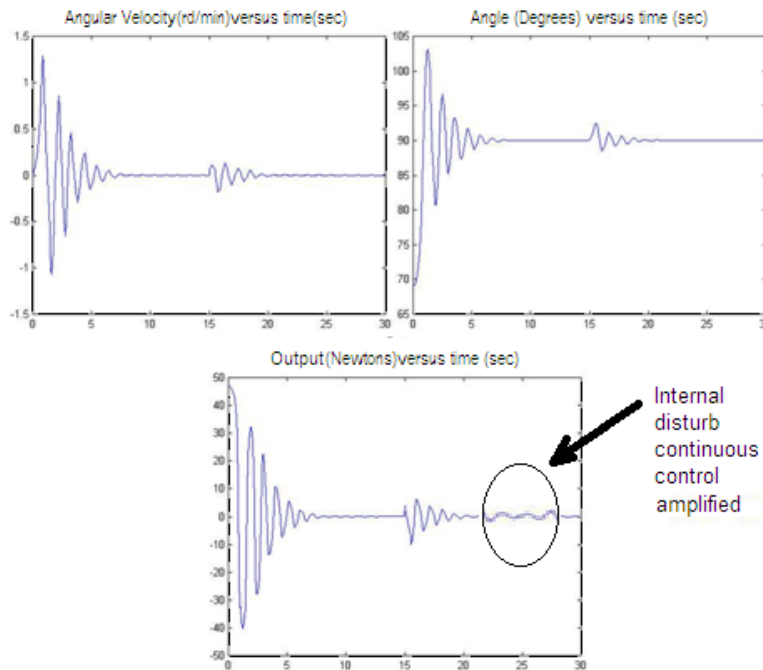 Angular Velocity(rd/min)versus time(sec)
1.5
1
0.5
0
-0.5
-1
-1.5
0 5 10 15 20 25 30
Angle (Degrees) versus time (sec)
105
100
95
90
85
80
75
70
65
0 5 10 15 20 25 30
Output(Newtons)versus time (sec)
50
40
30
20
10
0
-10
-20
-30
-40
-50
0 5 10 15 20 25 30
Internal
disturb
continuous
control
amplified